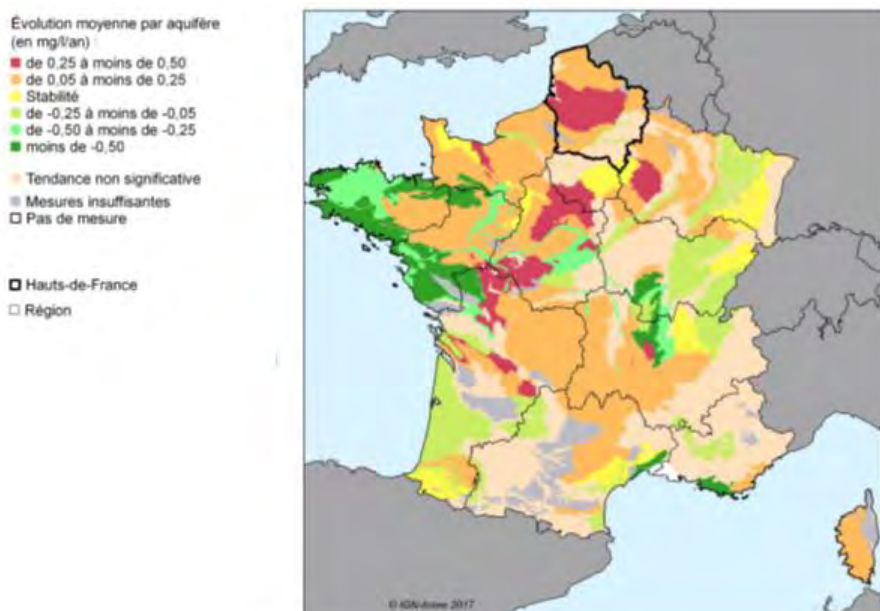 Évolution moyenne par aquifère
(en mg/l/an) :
de 0,25 à moins de 0,50
de 0,05 à moins de 0,25
Stabilité
de -0,25 à moins de -0,05
de -0,50 à moins de -0,25
moins de -0,50
Tendance non significative
Mesures insuffisantes
Pas de mesure
Hauts-de-France
Région
© IGN-Insee 2017